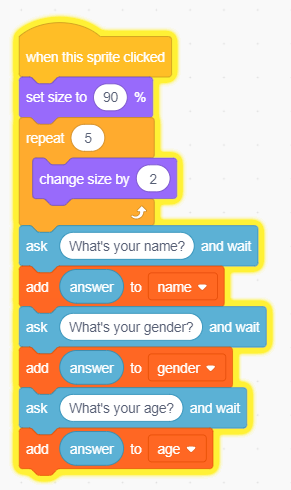 when this sprite clicked
set size to 90 %
repeat 5
change size by 2
ask What's your name? and wait
add answer to name
ask What's your gender? and wait
add answer to gender
ask What's your age? and wait
add answer to age